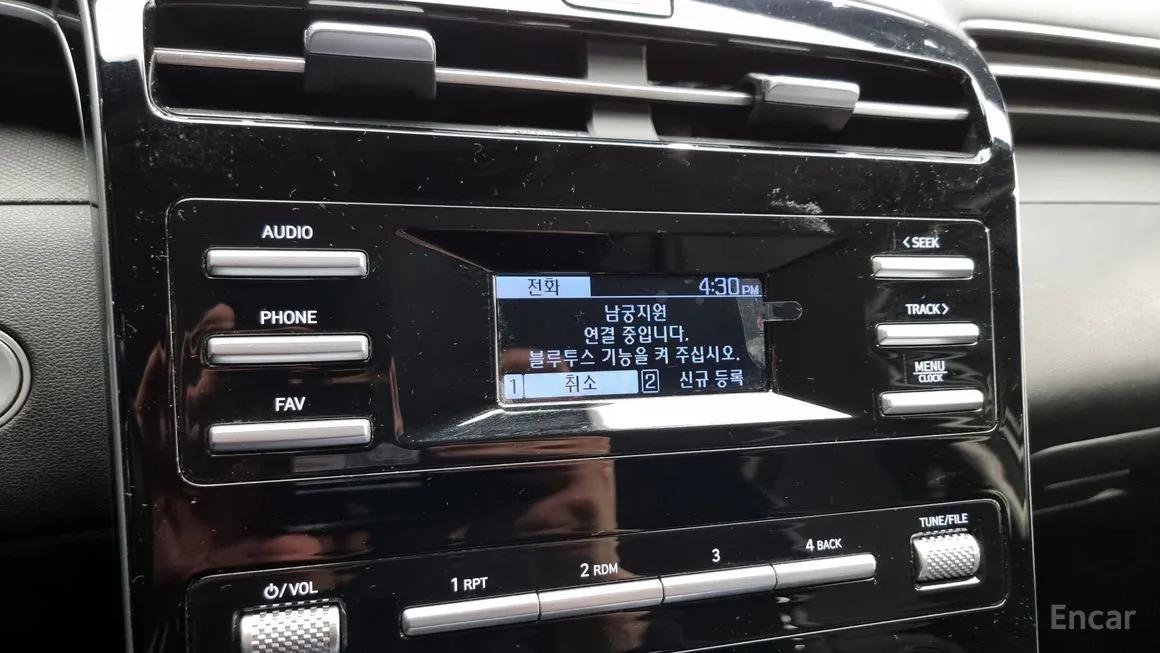 AUDIO
PHONE
FAV
전화 4:30 PM
남궁지원
연결 중입니다.
블루투스 기능을 켜 주십시오.
1 취소 2 신규 등록
< SEEK
TRACK >
MENU
CLOCK
/VOL
1 RPT
2 RDM
3
4 BACK
TUNE/FILE
Encar